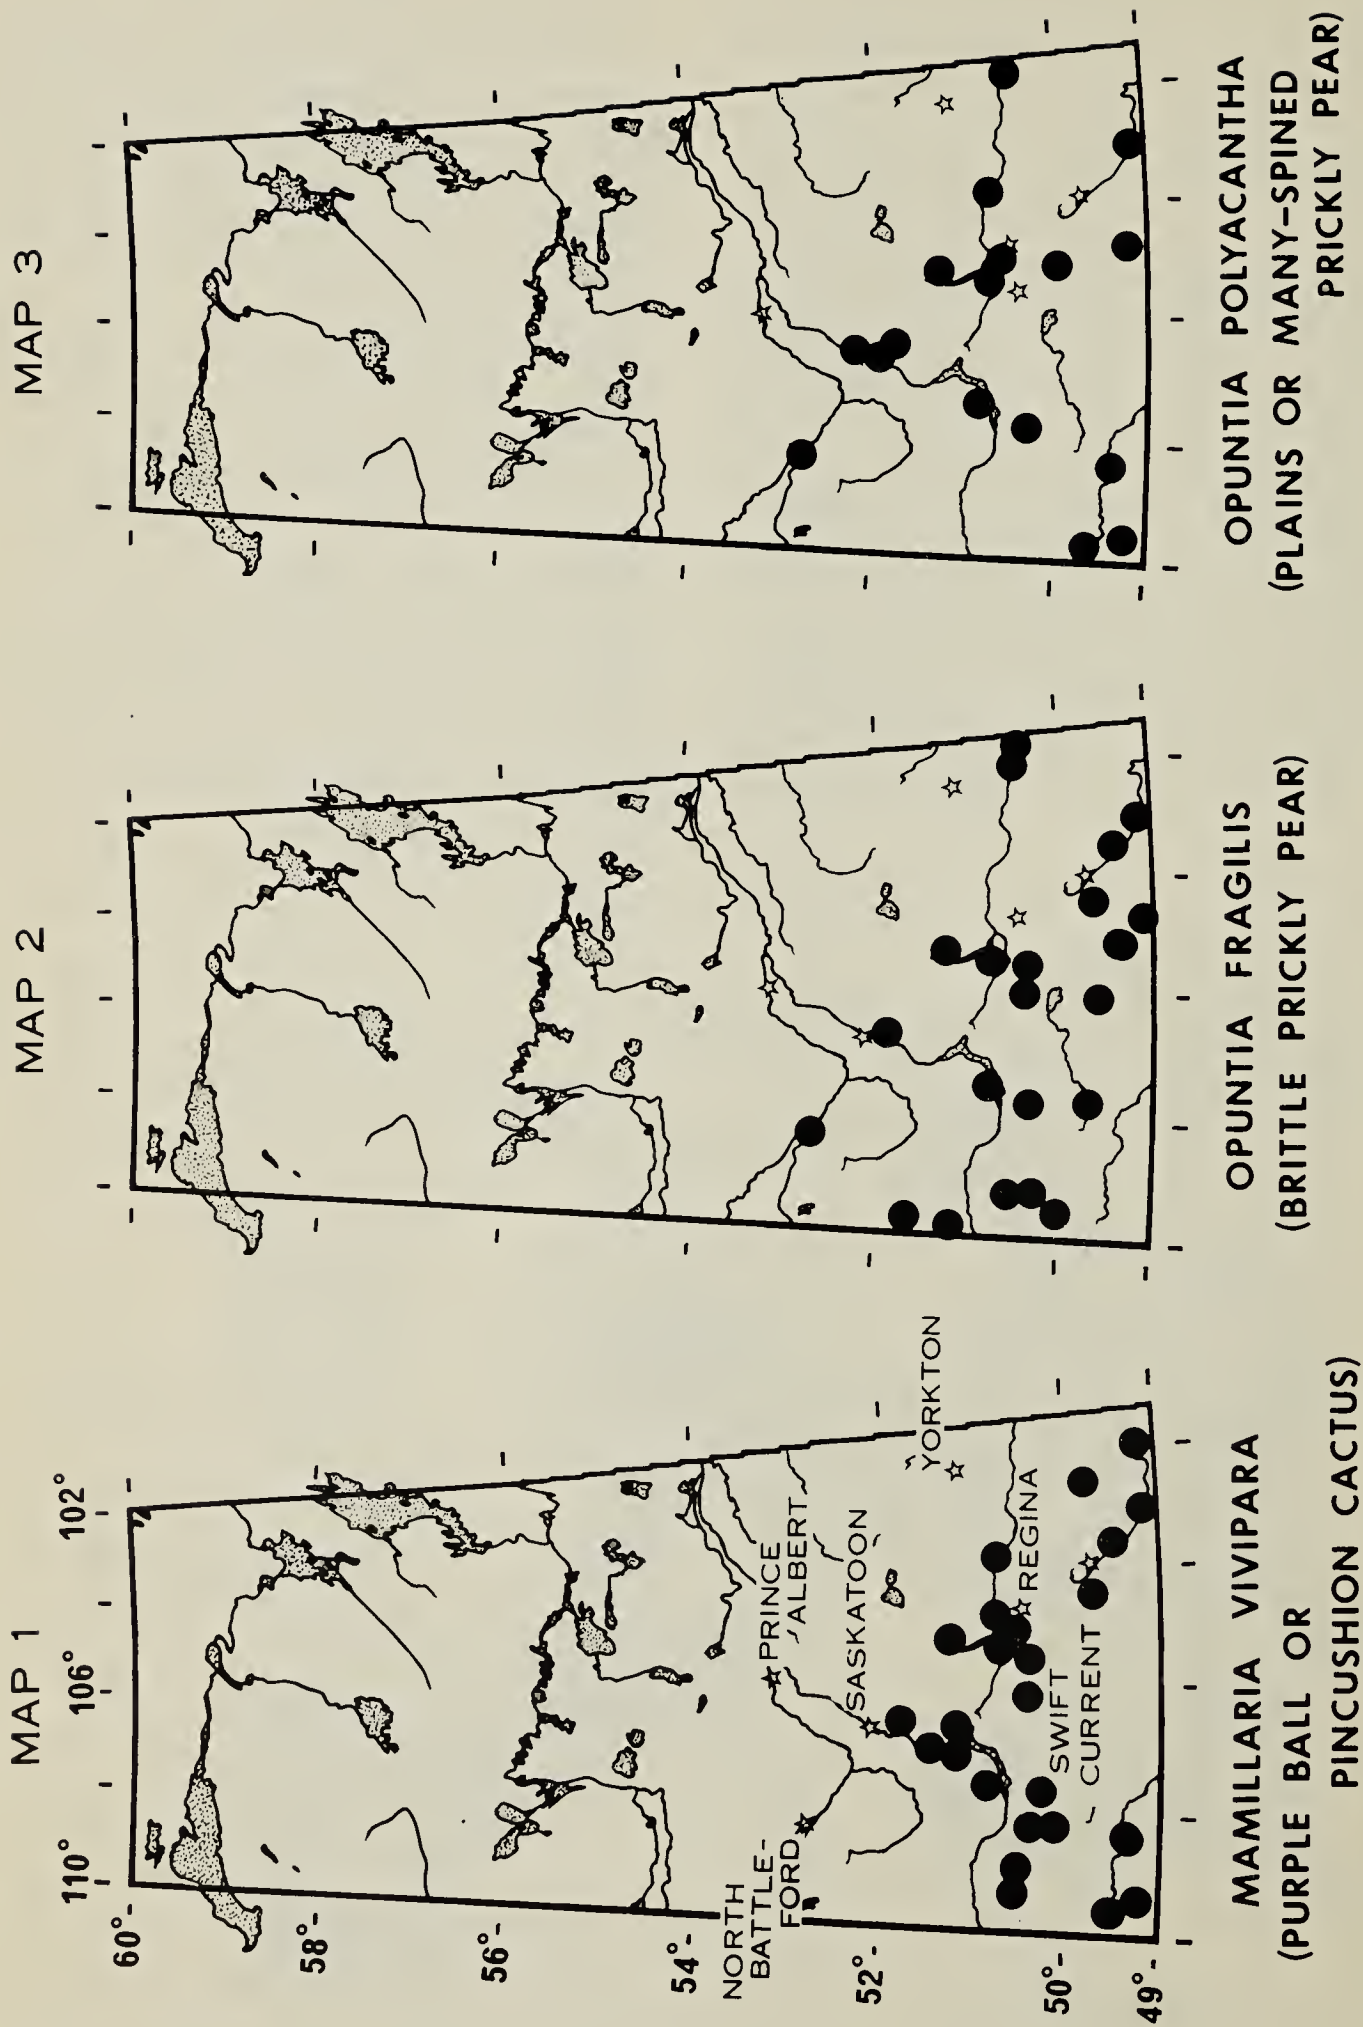 MAP 1
110°
106°
102°
60°-
58°-
56°-
54°-
52°-
50°-
49°-
NORTH
BATTLE-
FORD
PRINCE
ALBERT
SASKATOON
YORKTON
REGINA
SWIFT
CURRENT
MAMILLARIA VIVIPARA
(PURPLE BALL OR
PINCUSHION CACTUS)
MAP 2
OPUNTIA FRAGILIS
(BRITTLE PRICKLY PEAR)
MAP 3
OPUNTIA POLYACANTHA
(PLAINS OR MANY-SPINED
PRICKLY PEAR)